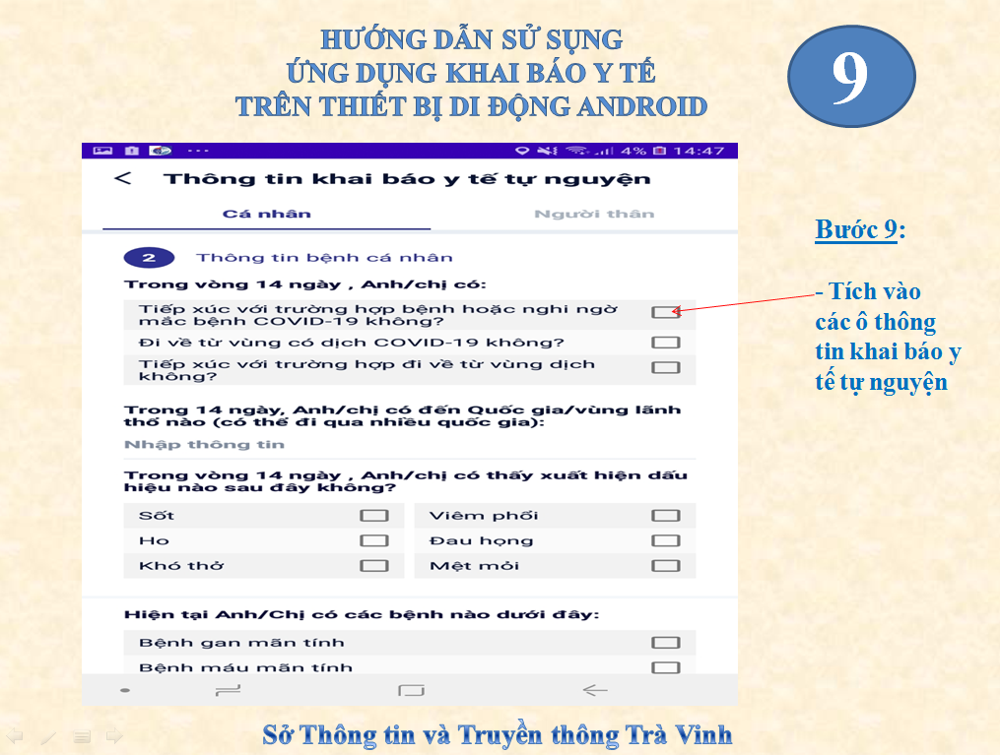 HƯỚNG DẪN SỬ SỤNG
ỨNG DỤNG KHAI BÁO Y TẾ
TRÊN THIẾT BỊ DI ĐỘNG ANDROID
9
4% 14:47
< Thông tin khai báo y tế tự nguyện
Cá nhân Người thân
2 Thông tin bệnh cá nhân
Trong vòng 14 ngày , Anh/chị có:
Tiếp xúc với trường hợp bệnh hoặc nghi ngờ
mắc bệnh COVID-19 không?
Đi về từ vùng có dịch COVID-19 không?
Tiếp xúc với trường hợp đi về từ vùng dịch
không?
Trong 14 ngày, Anh/chị có đến Quốc gia/vùng lãnh
thổ nào (có thể đi qua nhiều quốc gia):
Nhập thông tin
Trong vòng 14 ngày , Anh/chị có thấy xuất hiện dấu
hiệu nào sau đây không?
Sốt Viêm phổi
Ho Đau họng
Khó thở Mệt mỏi
Hiện tại Anh/Chị có các bệnh nào dưới đây:
Bệnh gan mãn tính
Bệnh máu mãn tính
Bước 9:
- Tích vào
các ô thông
tin khai báo y
tế tự nguyện
Sở Thông tin và Truyền thông Trà Vinh